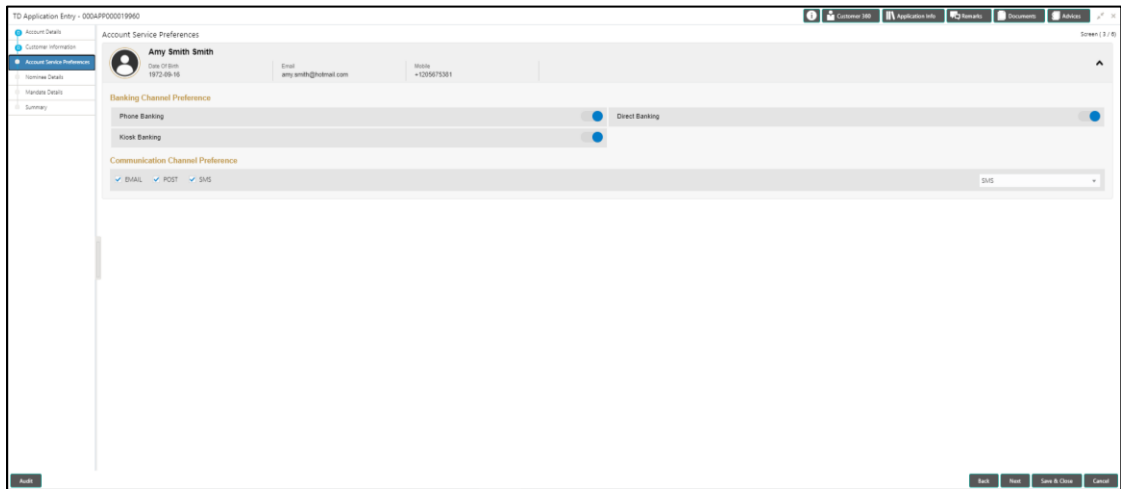 TD Application Entry - 000APP000019960
Customer 360 Application Info Remarks Documents Advices
Account Details
Customer Information
Account Service Preferences
Nominee Details
Mandate Details
Summary
Account Service Preferences
Screen ( 3 / 6)
Amy Smith Smith
Date Of Birth
1972-09-16
Email
amy.smith@hotmail.com
Mobile
+1205675381
Banking Channel Preference
Phone Banking
Direct Banking
Kiosk Banking
Communication Channel Preference
EMAIL POST SMS
SMS
Audit
Back Next Save & Close Cancel